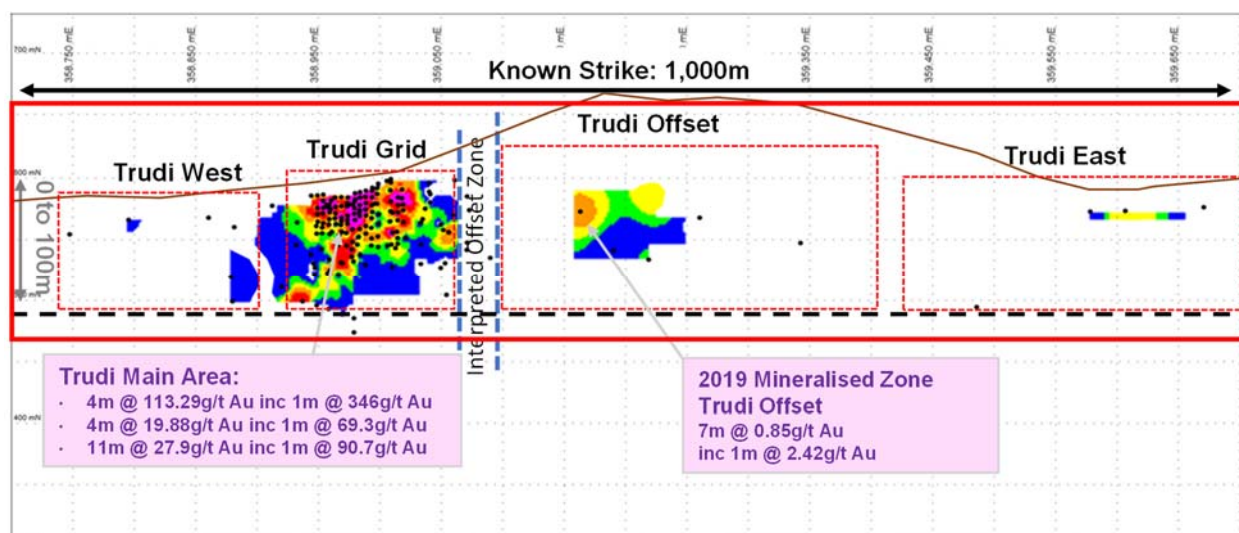 358,750 mE
358,850 mE
358,950 mE
359,050 mE
mE
mE
359,350 mE
359,450 mE
359,550 mE
359,650 mE
700 mN
Known Strike: 1,000m
Trudi West
Trudi Grid
Trudi Offset
Trudi East
0 to 100m
Interpreted Offset Zone
400 mN
Trudi Main Area:
· 4m @ 113.29g/t Au inc 1m @ 346g/t Au
· 4m @ 19.88g/t Au inc 1m @ 69.3g/t Au
· 11m @ 27.9g/t Au inc 1m @ 90.7g/t Au
2019 Mineralised Zone
Trudi Offset
7m @ 0.85g/t Au
inc 1m @ 2.42g/t Au